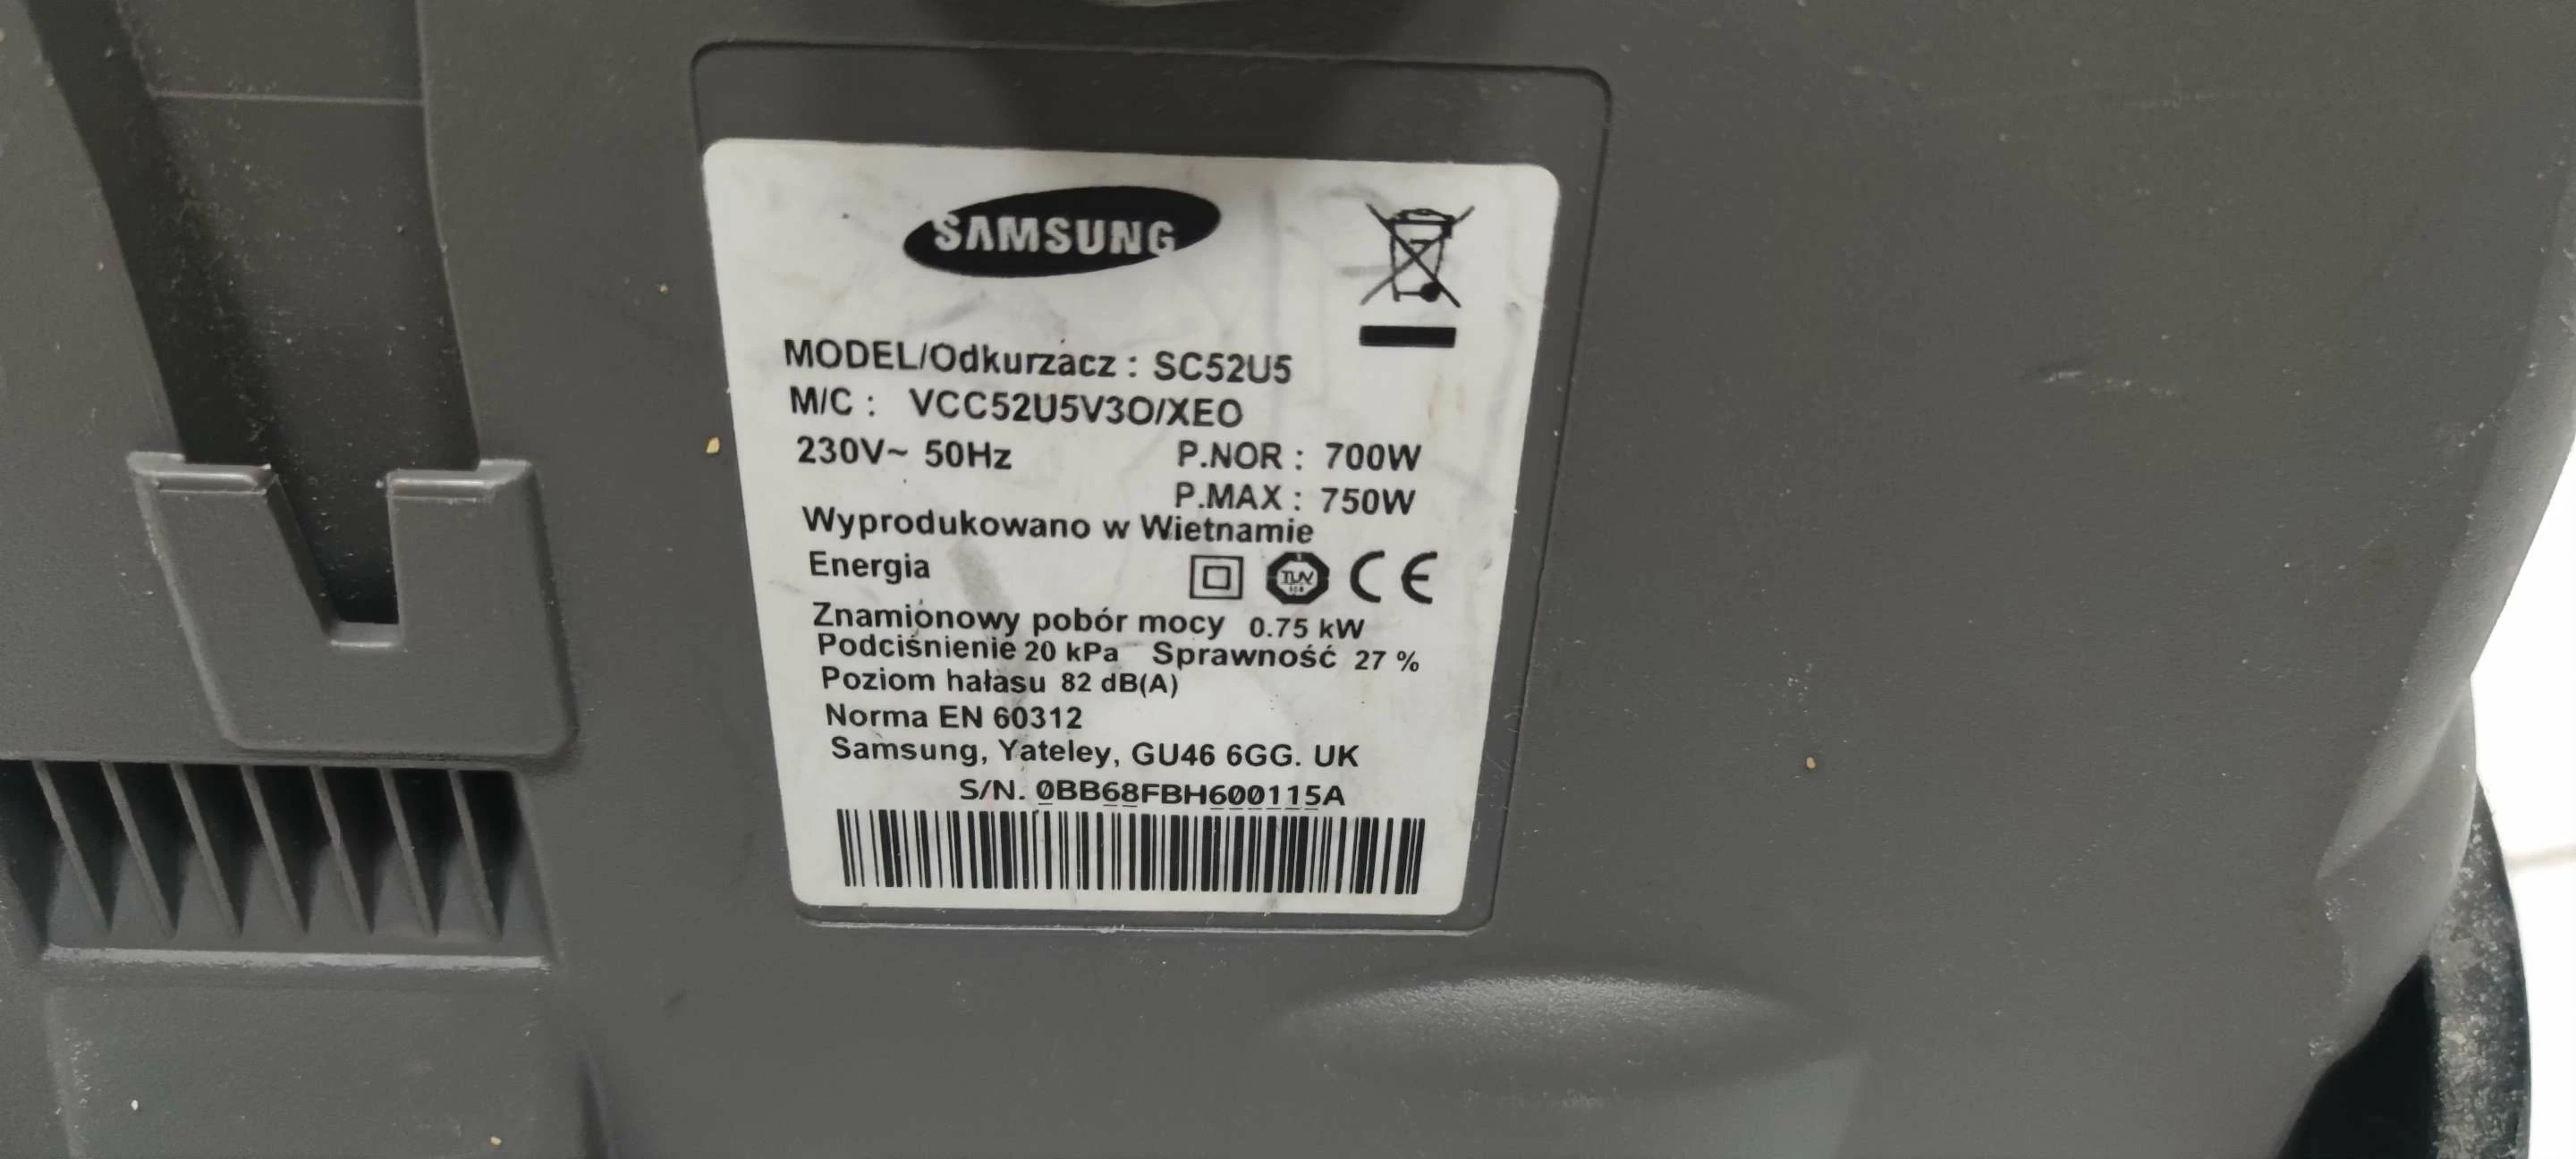 SAMSUNG
MODEL/Odkurzacz : SC52U5
M/C : VCC52U5V3O/XEO
230V~ 50Hz P.NOR : 700W
P.MAX : 750W
Wyprodukowano w Wietnamie
Energia TUV CE
Znamionowy pobór mocy 0.75 kW
Podciśnienie 20 kPa Sprawność 27 %
Poziom hałasu 82 dB(A)
Norma EN 60312
Samsung, Yateley, GU46 6GG. UK
S/N. 0BB68FBH600115A